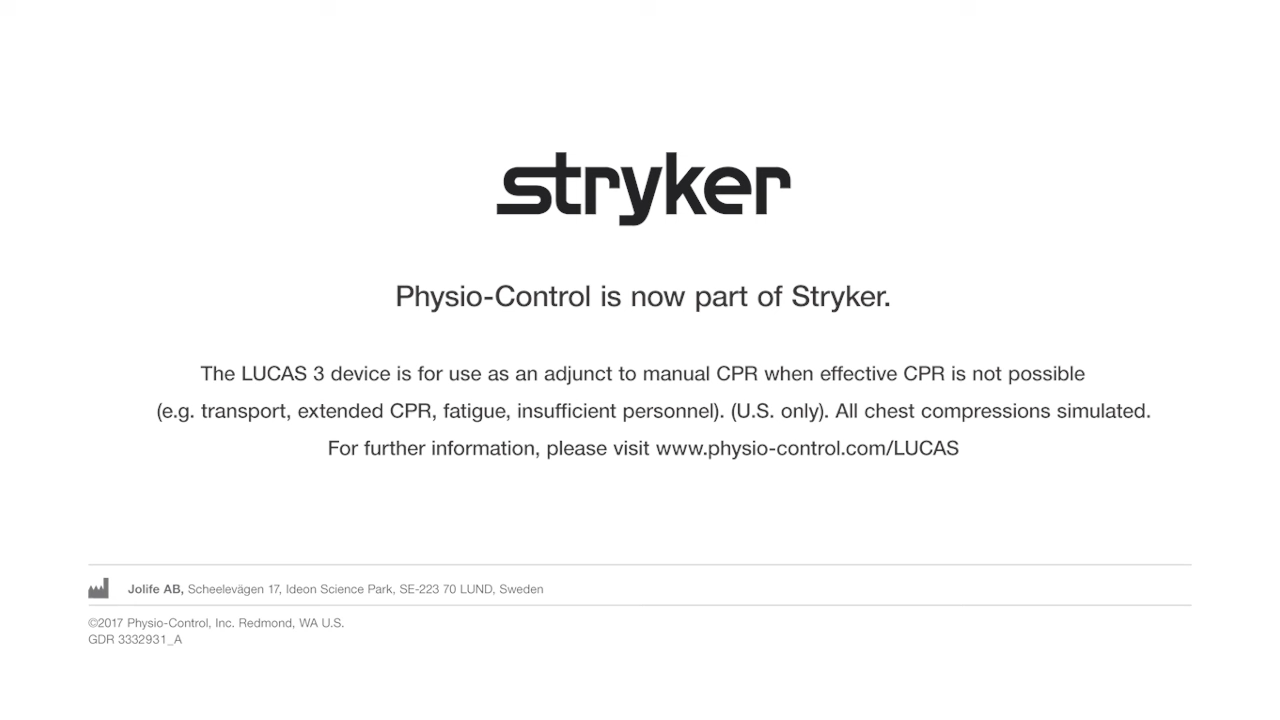 stryker
Physio-Control is now part of Stryker.
The LUCAS 3 device is for use as an adjunct to manual CPR when effective CPR is not possible
(e.g. transport, extended CPR, fatigue, insufficient personnel). (U.S. only). All chest compressions simulated.
For further information, please visit www.physio-control.com/LUCAS
Jolife AB, Scheelevägen 17, Ideon Science Park, SE-223 70 LUND, Sweden
©2017 Physio-Control, Inc. Redmond, WA U.S.
GDR 3332931_A